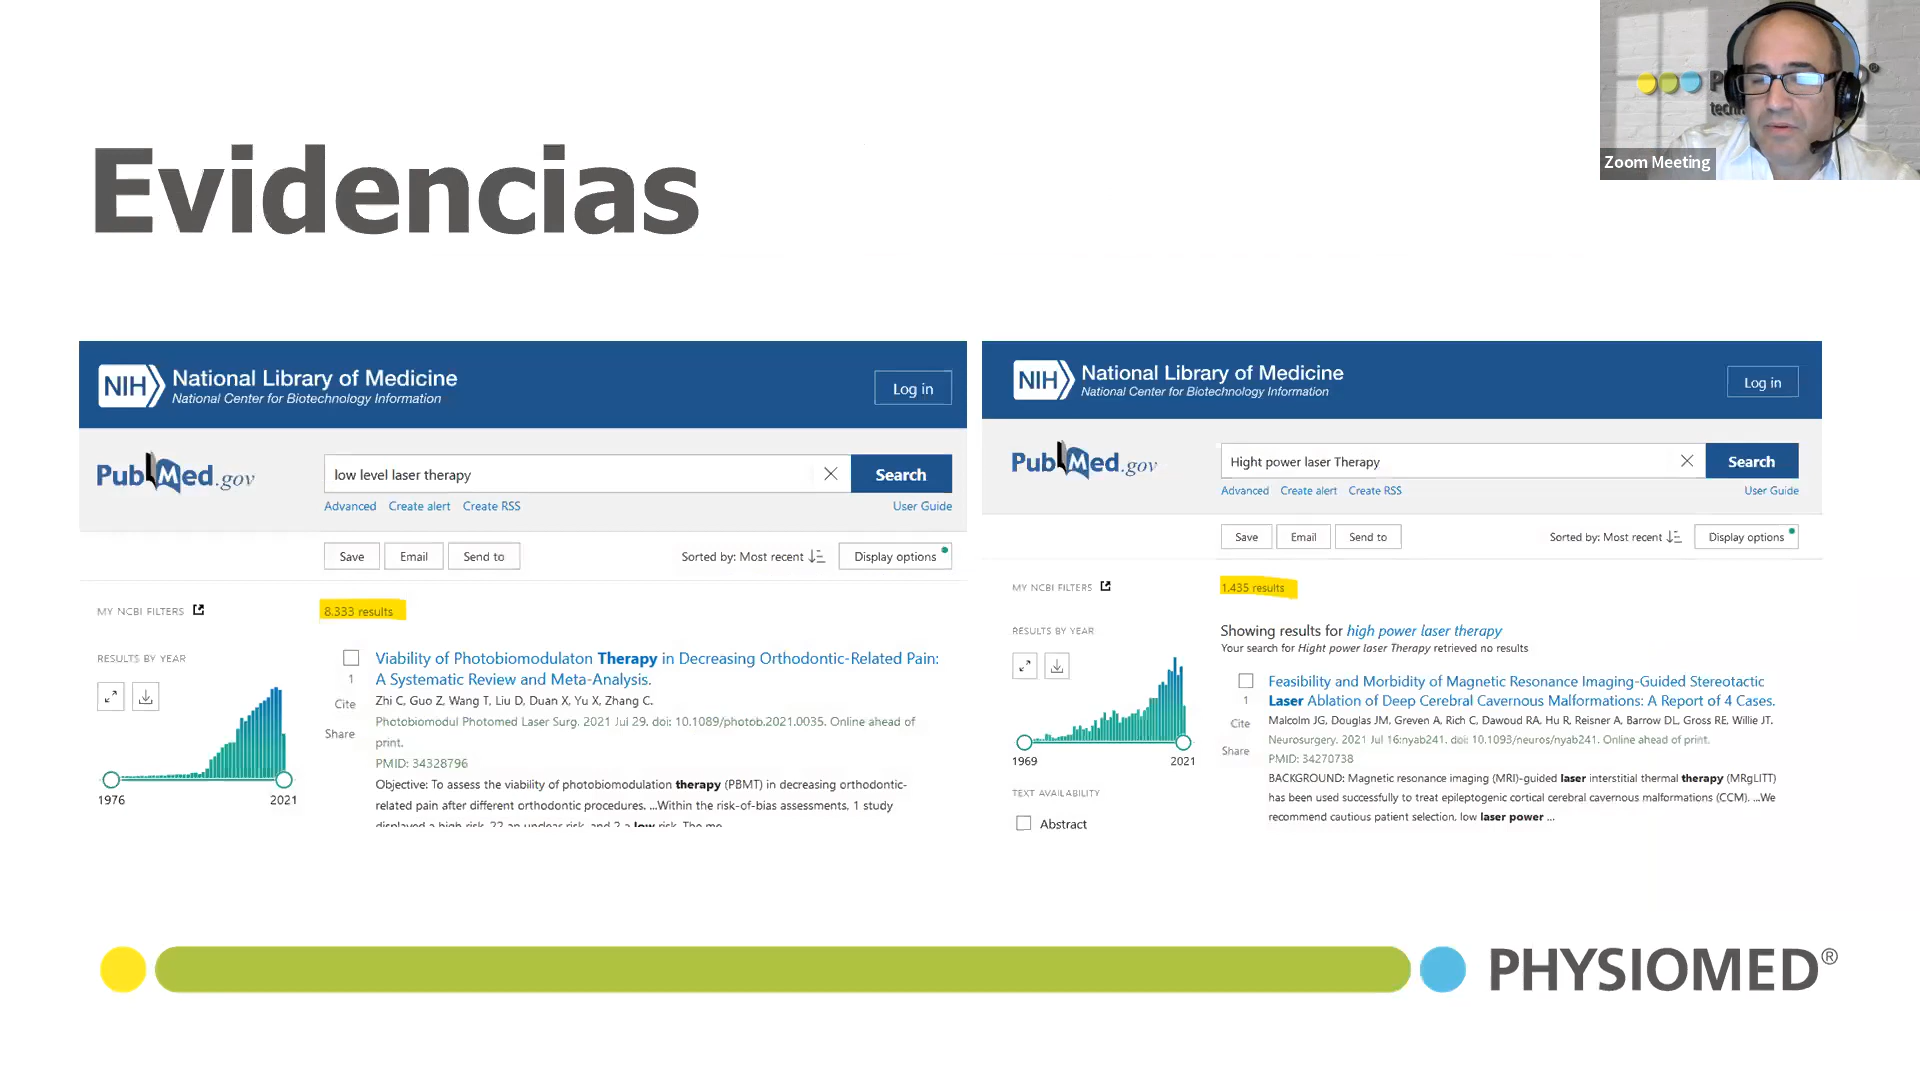 Zoom Meeting
Evidencias
NIH National Library of Medicine
National Center for Biotechnology Information
Log in
PubMed.gov
low level laser therapy
Search
Advanced Create alert Create RSS
User Guide
Save Email Send to
Sorted by: Most recent
Display options
MY NCBI FILTERS
8.333 results
RESULTS BY YEAR
1976 2021
1
Cite
Share
Viability of Photobiomodulaton Therapy in Decreasing Orthodontic-Related Pain:
A Systematic Review and Meta-Analysis.
Zhi C, Guo Z, Wang T, Liu D, Duan X, Yu X, Zhang C.
Photobiomodul Photomed Laser Surg. 2021 Jul 29. doi: 10.1089/photob.2021.0035. Online ahead of
print.
PMID: 34328796
Objective: To assess the viability of photobiomodulation therapy (PBMT) in decreasing orthodontic-
related pain after different orthodontic procedures. ...Within the risk-of-bias assessments, 1 study
displayed a high risk, 22 an unclear risk, and 2 a low risk. The me...
NIH National Library of Medicine
National Center for Biotechnology Information
Log in
PubMed.gov
Hight power laser Therapy
Search
Advanced Create alert Create RSS
User Guide
Save Email Send to
Sorted by: Most recent
Display options
MY NCBI FILTERS
1.435 results
RESULTS BY YEAR
1969 2021
TEXT AVAILABILITY
Abstract
Showing results for high power laser therapy
Your search for Hight power laser Therapy retrieved no results
1
Cite
Share
Feasibility and Morbidity of Magnetic Resonance Imaging-Guided Stereotactic
Laser Ablation of Deep Cerebral Cavernous Malformations: A Report of 4 Cases.
Malcolm JG, Douglas JM, Greven A, Rich C, Dawoud RA, Hu R, Reisner A, Barrow DL, Gross RE, Willie JT.
Neurosurgery. 2021 Jul 16:nyab241. doi: 10.1093/neuros/nyab241. Online ahead of print.
PMID: 34270738
BACKGROUND: Magnetic resonance imaging (MRI)-guided laser interstitial thermal therapy (MRgLITT)
has been used successfully to treat epileptogenic cortical cerebral cavernous malformations (CCM). ...We
recommend cautious patient selection, low laser power ...
PHYSIOMED®